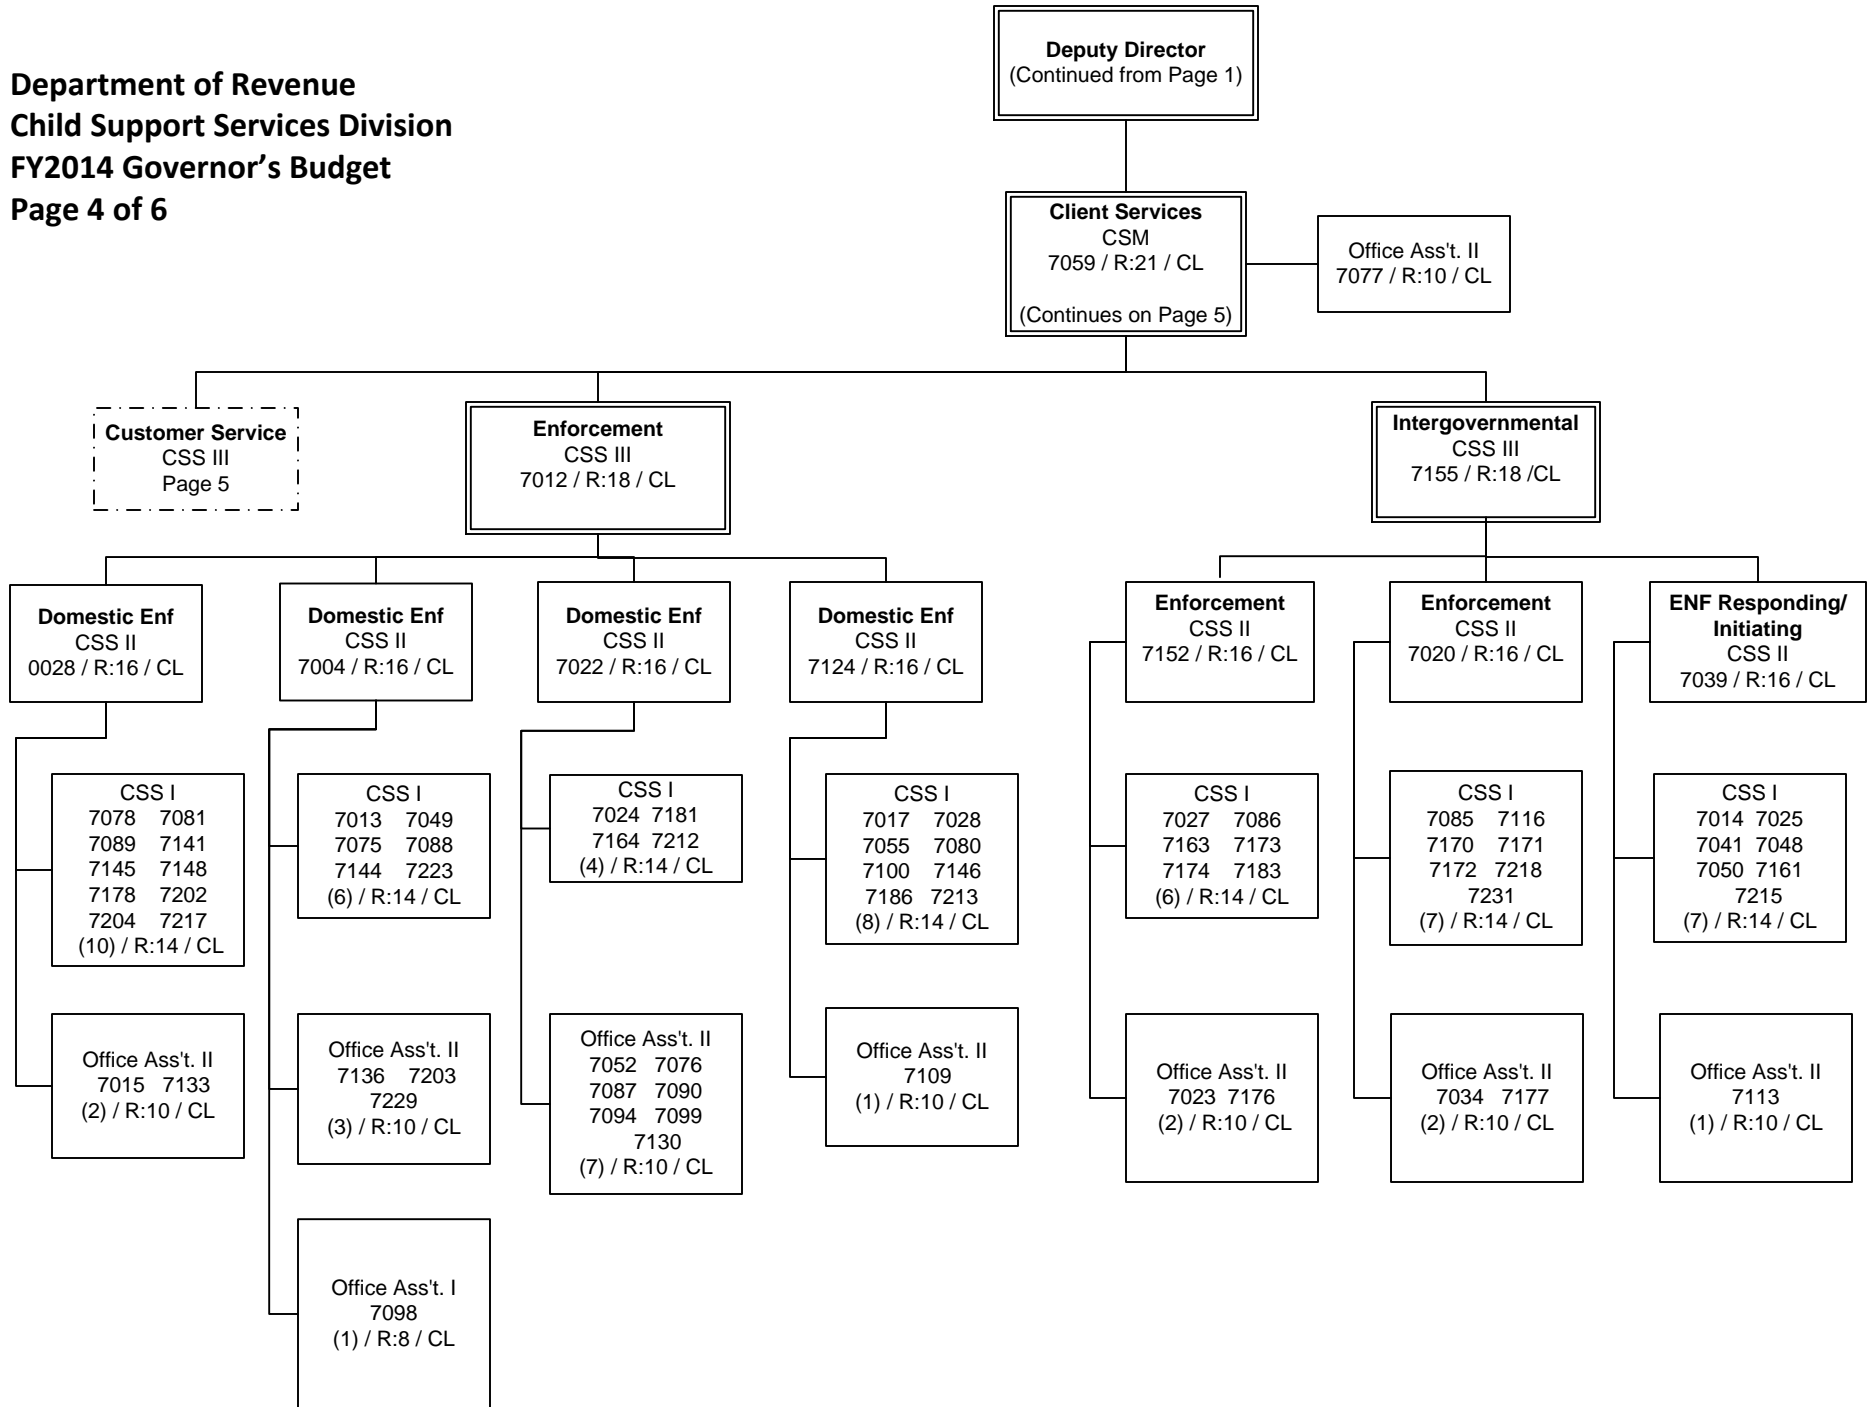 Department of Revenue
Child Support Services Division
FY2014 Governor’s Budget
Page 4 of 6
Deputy Director
(Continued from Page 1)
Client Services
CSM
7059 / R:21 / CL
(Continues on Page 5)
Office Ass't. II
7077 / R:10 / CL
Customer Service
CSS III
Page 5
Enforcement
CSS III
7012 / R:18 / CL
Intergovernmental
CSS III
7155 / R:18 /CL
Domestic Enf
CSS II
0028 / R:16 / CL
Domestic Enf
CSS II
7004 / R:16 / CL
Domestic Enf
CSS II
7022 / R:16 / CL
Domestic Enf
CSS II
7124 / R:16 / CL
Enforcement
CSS II
7152 / R:16 / CL
Enforcement
CSS II
7020 / R:16 / CL
ENF Responding/
Initiating
CSS II
7039 / R:16 / CL
CSS I
7078 7081
7089 7141
7145 7148
7178 7202
7204 7217
(10) / R:14 / CL
CSS I
7013 7049
7075 7088
7144 7223
(6) / R:14 / CL
CSS I
7024 7181
7164 7212
(4) / R:14 / CL
CSS I
7017 7028
7055 7080
7100 7146
7186 7213
(8) / R:14 / CL
CSS I
7027 7086
7163 7173
7174 7183
(6) / R:14 / CL
CSS I
7085 7116
7170 7171
7172 7218
7231
(7) / R:14 / CL
CSS I
7014 7025
7041 7048
7050 7161
7215
(7) / R:14 / CL
Office Ass't. II
7015 7133
(2) / R:10 / CL
Office Ass't. II
7136 7203
7229
(3) / R:10 / CL
Office Ass't. II
7052 7076
7087 7090
7094 7099
7130
(7) / R:10 / CL
Office Ass't. II
7109
(1) / R:10 / CL
Office Ass't. II
7023 7176
(2) / R:10 / CL
Office Ass't. II
7034 7177
(2) / R:10 / CL
Office Ass't. II
7113
(1) / R:10 / CL
Office Ass't. I
7098
(1) / R:8 / CL